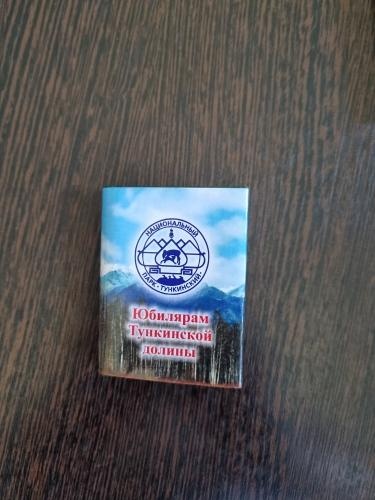 НАЦИОНАЛЬНЫЙ
ПАРК • ТУНКИНСКИЙ •
Юбилярам
Тункинской
долины